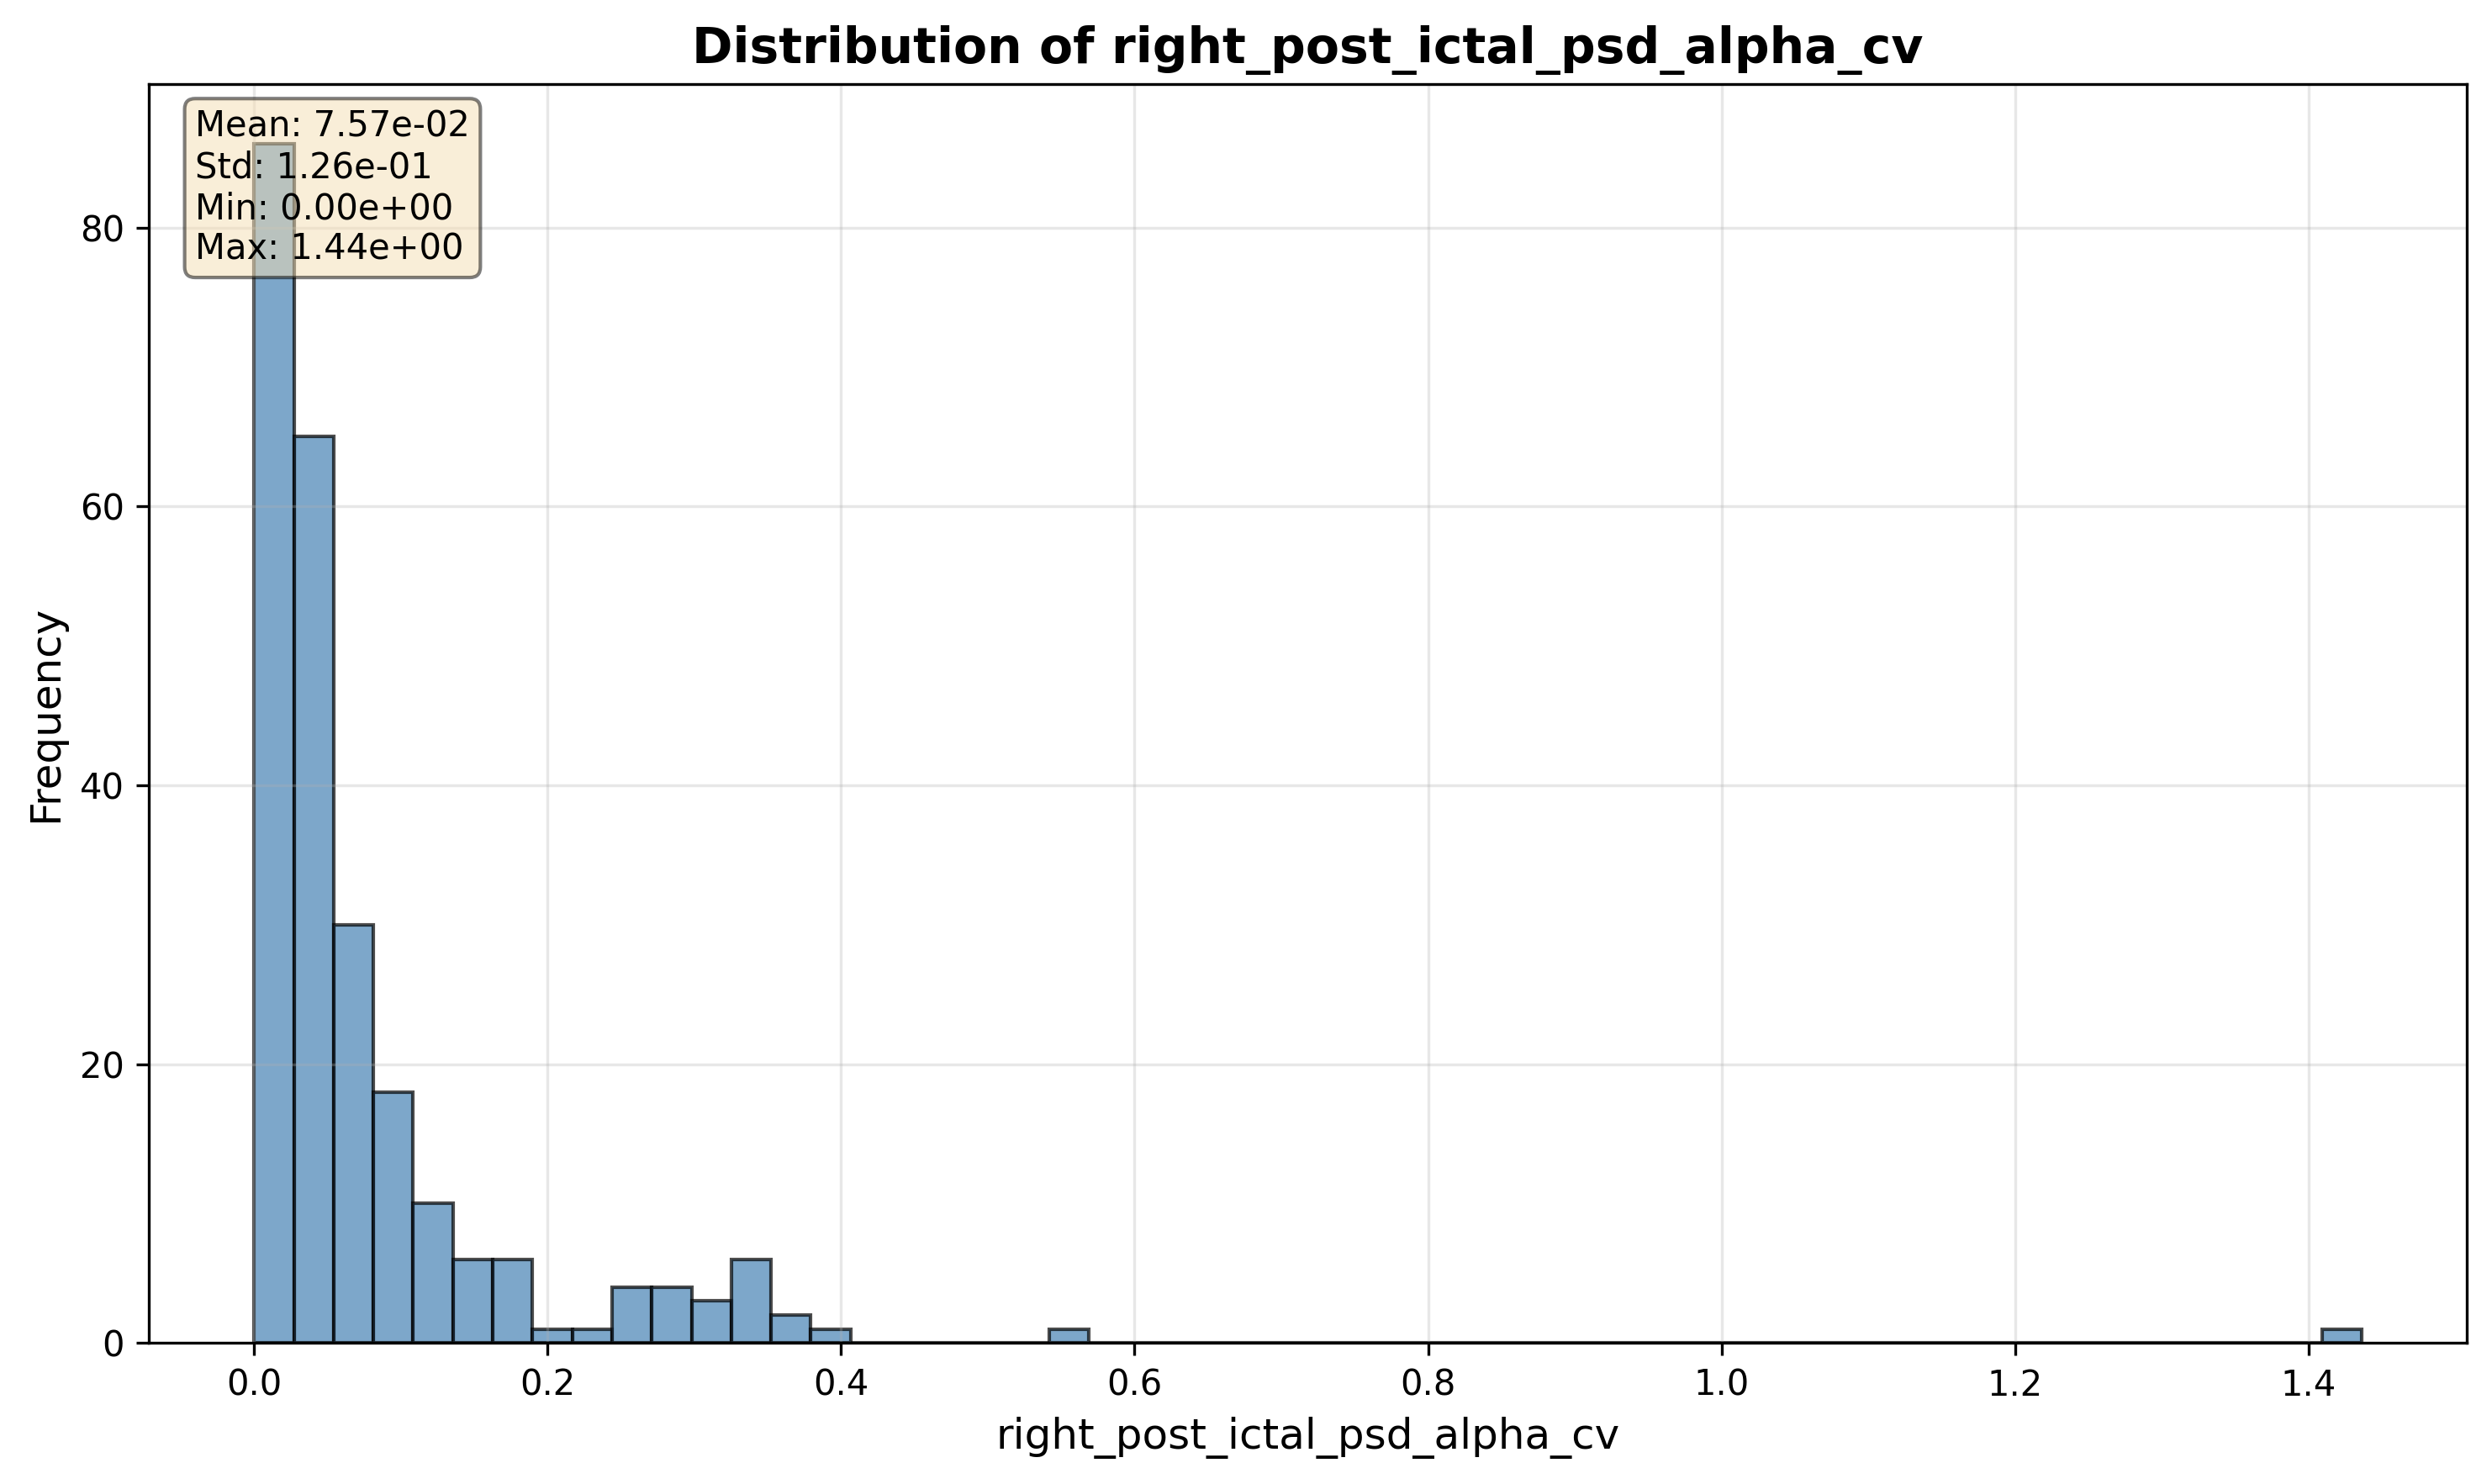 Distribution of right_post_ictal_psd_alpha_cv
Mean: 7.57e-02
Std: 1.26e-01
Min: 0.00e+00
Max: 1.44e+00
80
60
40
20
0
Frequency
0.0 0.2 0.4 0.6 0.8 1.0 1.2 1.4
right_post_ictal_psd_alpha_cv